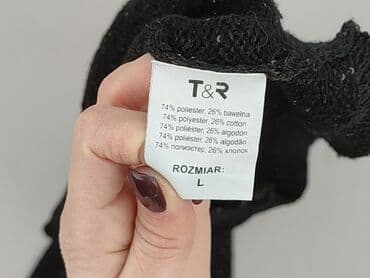 T&R
74% poliester, 26% bawełna
74% polyester, 26% cotton
74% poliéster, 26% algodón
74% poliéster, 26% algodão
74% полиэстер, 26% хлопок
ROZMIAR:
L